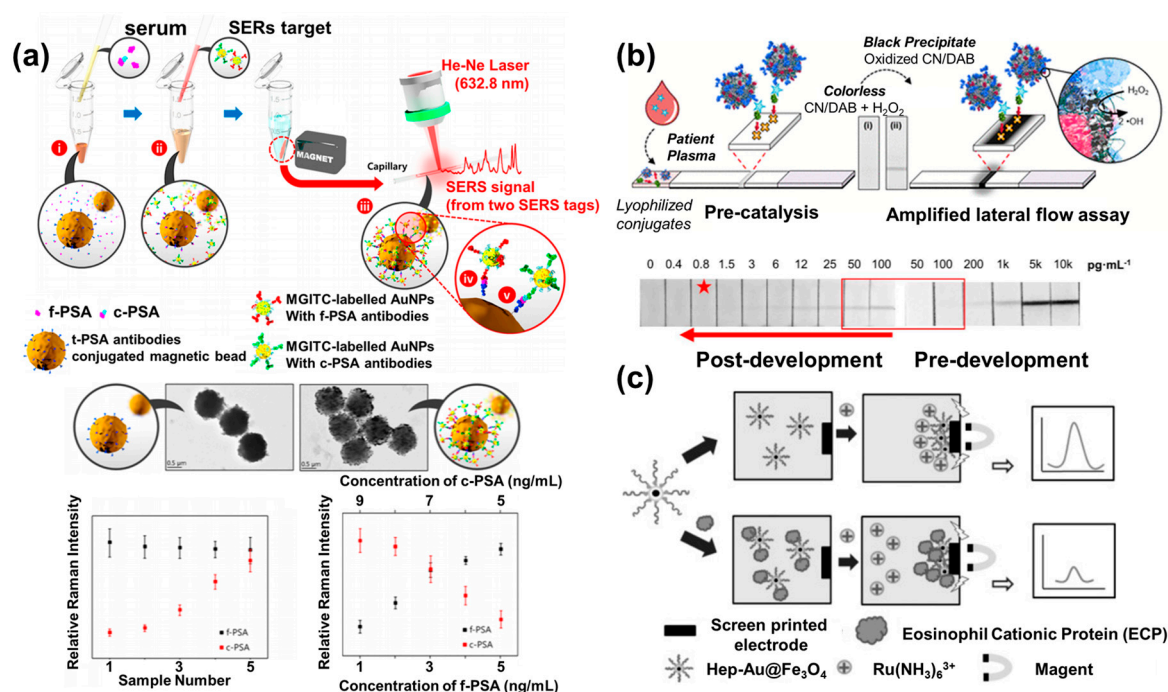 (a)
serum
SERs target
He-Ne Laser
(632.8 nm)
i
ii
MAGNET
Capillary
SERS signal
(from two SERS tags)
iii
iv
v
f-PSA
c-PSA
t-PSA antibodies
conjugated magnetic bead
MGITC-labelled AuNPs
With f-PSA antibodies
MGITC-labelled AuNPs
With c-PSA antibodies
0.5 µm
0.5 µm
Relative Raman Intensity
f-PSA
c-PSA
1 3 5
Sample Number
Concentration of c-PSA (ng/mL)
9 7 5
Relative Raman Intensity
f-PSA
c-PSA
1 3 5
Concentration of f-PSA (ng/mL)
(b)
Black Precipitate
Oxidized CN/DAB
Colorless
CN/DAB + H₂O₂
(i) (ii)
H₂O₂
2 •OH
Patient
Plasma
Lyophilized
conjugates
Pre-catalysis
Amplified lateral flow assay
0 0.4 0.8 1.5 3 6 12 25 50 100 50 100 200 1k 5k 10k pg·mL⁻¹
Post-development
Pre-development
(c)
Screen printed
electrode
Eosinophil Cationic Protein (ECP)
Hep-Au@Fe₃O₄
Ru(NH₃)₆³⁺
Magent